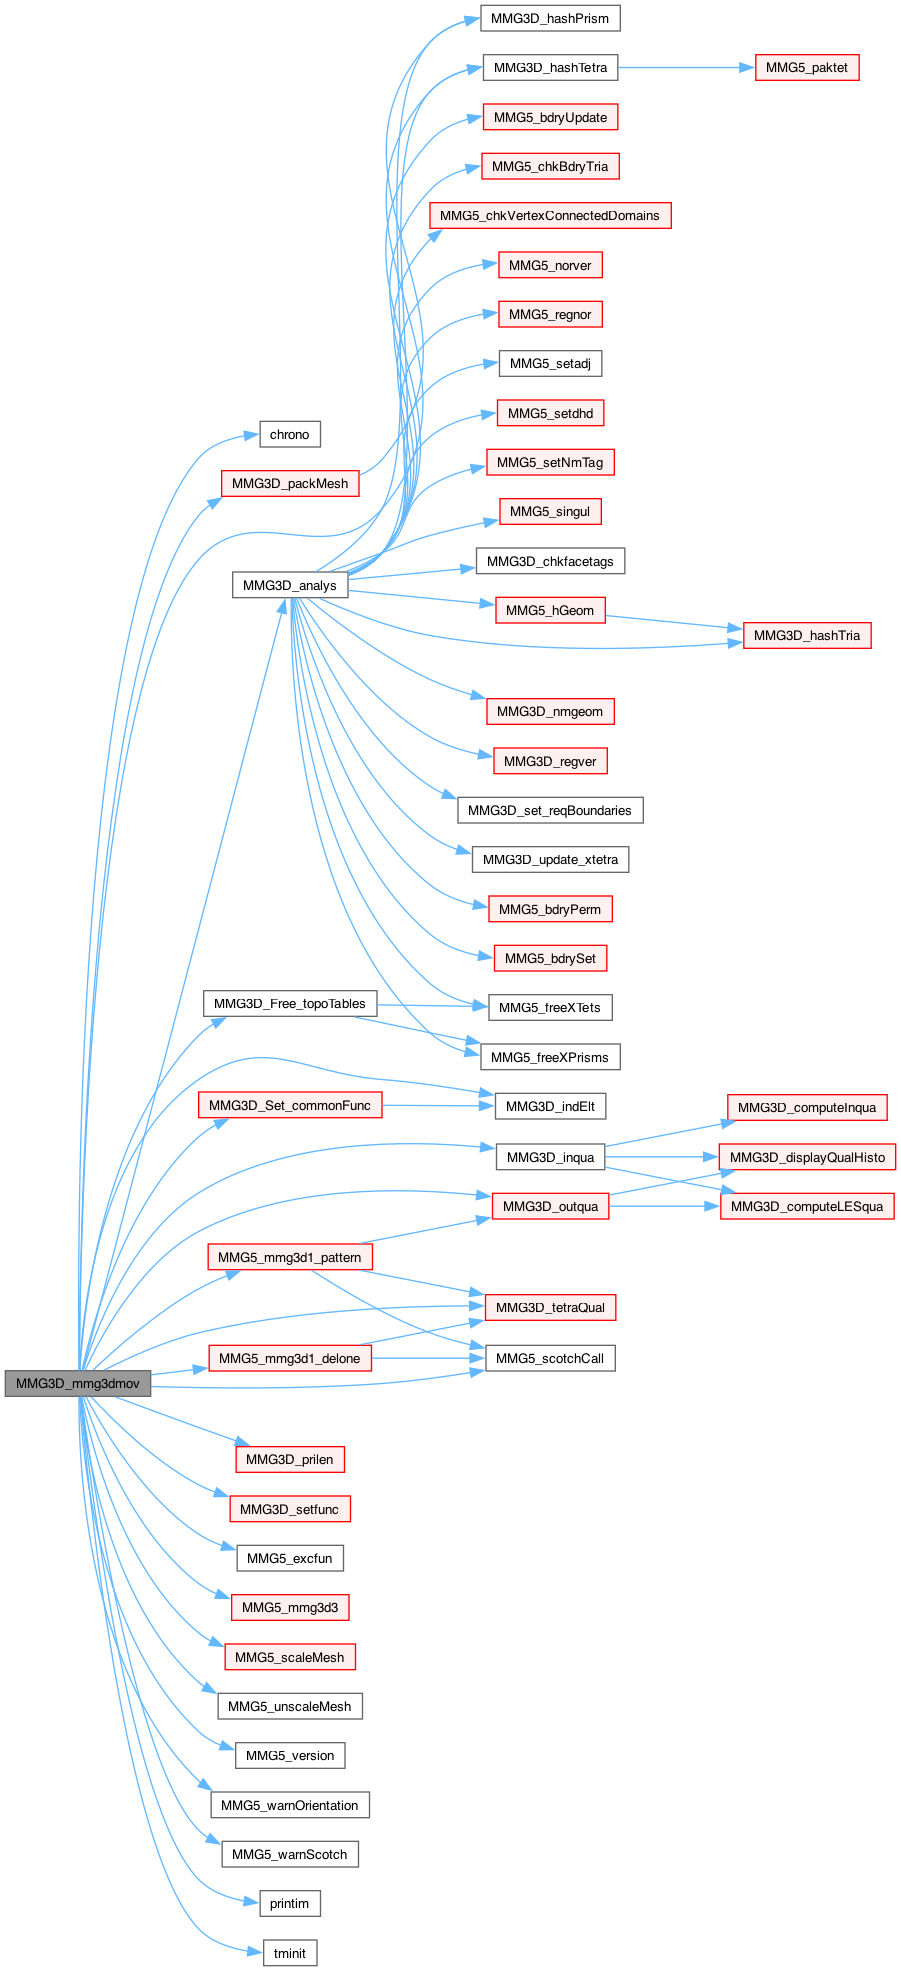 MMG3D_hashPrism
MMG3D_hashTetra
MMG5_paktet
MMG5_bdryUpdate
MMG5_chkBdryTria
MMG5_chkVertexConnectedDomains
MMG5_norver
MMG5_regnor
MMG5_setadj
MMG5_setdhd
chrono
MMG5_setNmTag
MMG3D_packMesh
MMG5_singul
MMG3D_chkfacetags
MMG3D_analys
MMG5_hGeom
MMG3D_hashTria
MMG3D_nmgeom
MMG3D_regver
MMG3D_set_reqBoundaries
MMG3D_update_xtetra
MMG5_bdryPerm
MMG5_bdrySet
MMG3D_Free_topoTables
MMG5_freeXTets
MMG5_freeXPrisms
MMG3D_Set_commonFunc
MMG3D_indElt
MMG3D_computeInqua
MMG3D_inqua
MMG3D_displayQualHisto
MMG3D_outqua
MMG3D_computeLESqua
MMG5_mmg3d1_pattern
MMG3D_tetraQual
MMG5_mmg3d1_delone
MMG5_scotchCall
MMG3D_mmg3dmov
MMG3D_prilen
MMG3D_setfunc
MMG5_excfun
MMG5_mmg3d3
MMG5_scaleMesh
MMG5_unscaleMesh
MMG5_version
MMG5_warnOrientation
MMG5_warnScotch
printim
tminit